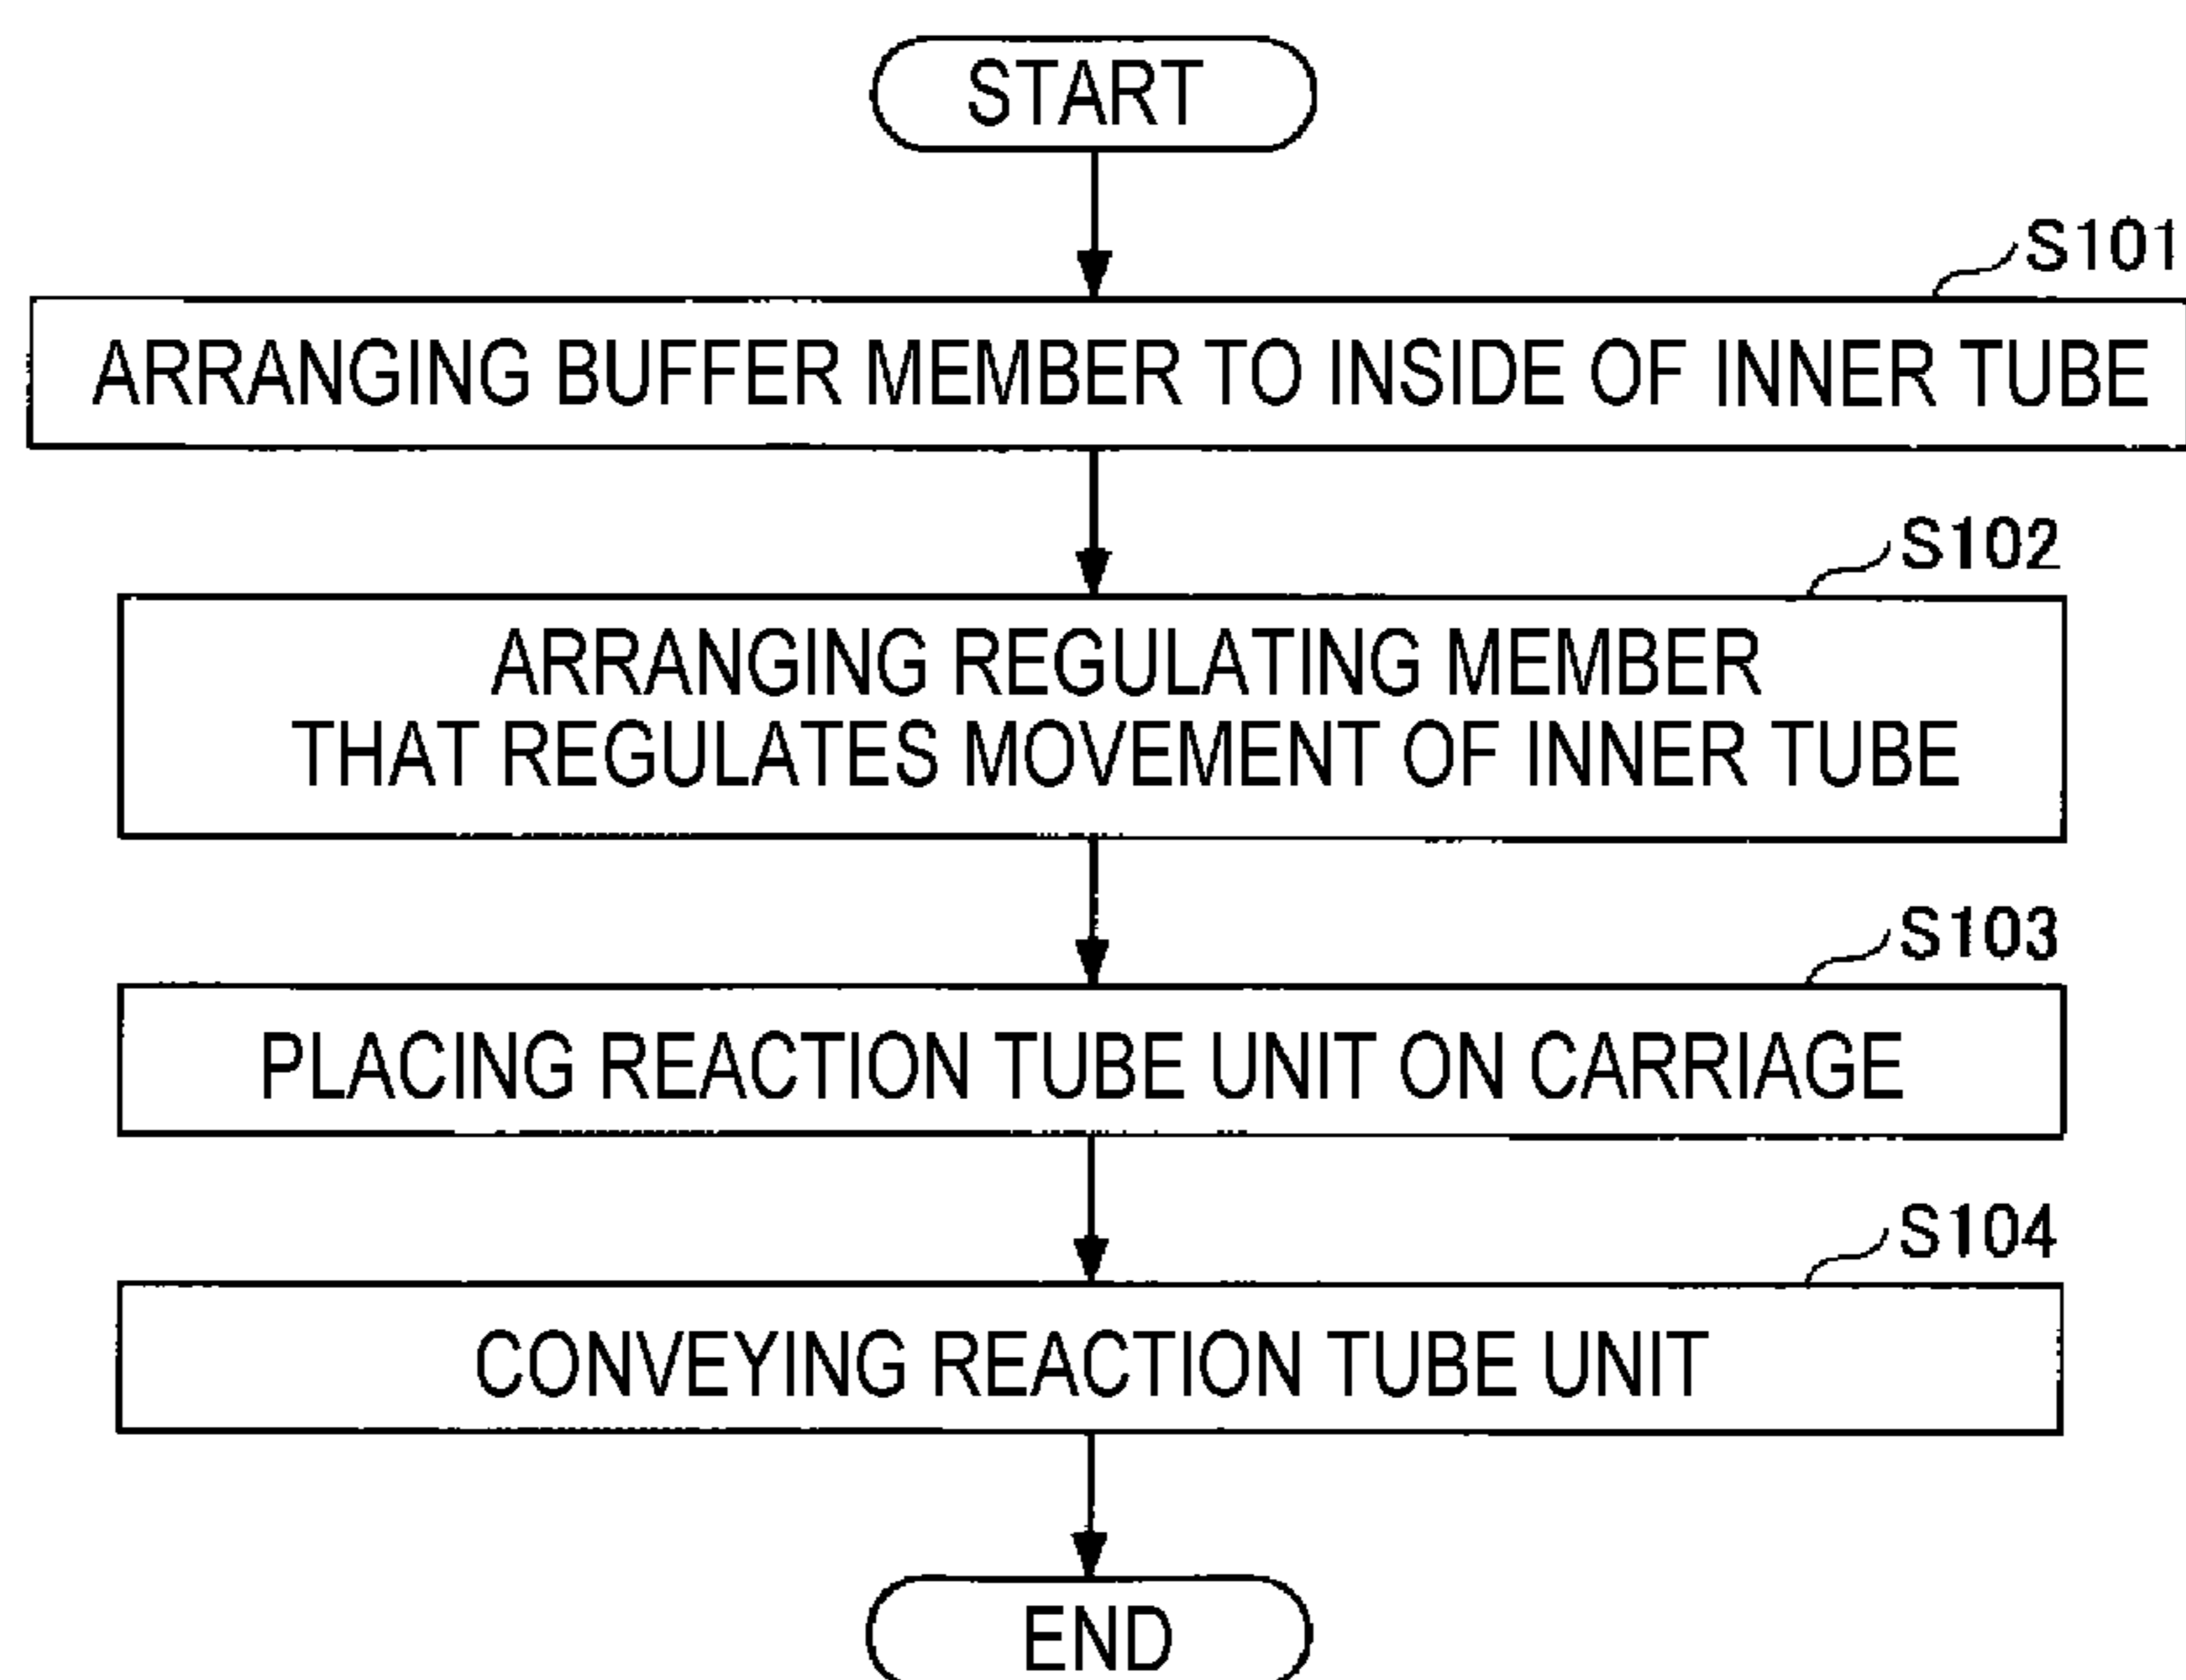 START
S101
ARRANGING BUFFER MEMBER TO INSIDE OF INNER TUBE
S102
ARRANGING REGULATING MEMBER
THAT REGULATES MOVEMENT OF INNER TUBE
S103
PLACING REACTION TUBE UNIT ON CARRIAGE
S104
CONVEYING REACTION TUBE UNIT
END